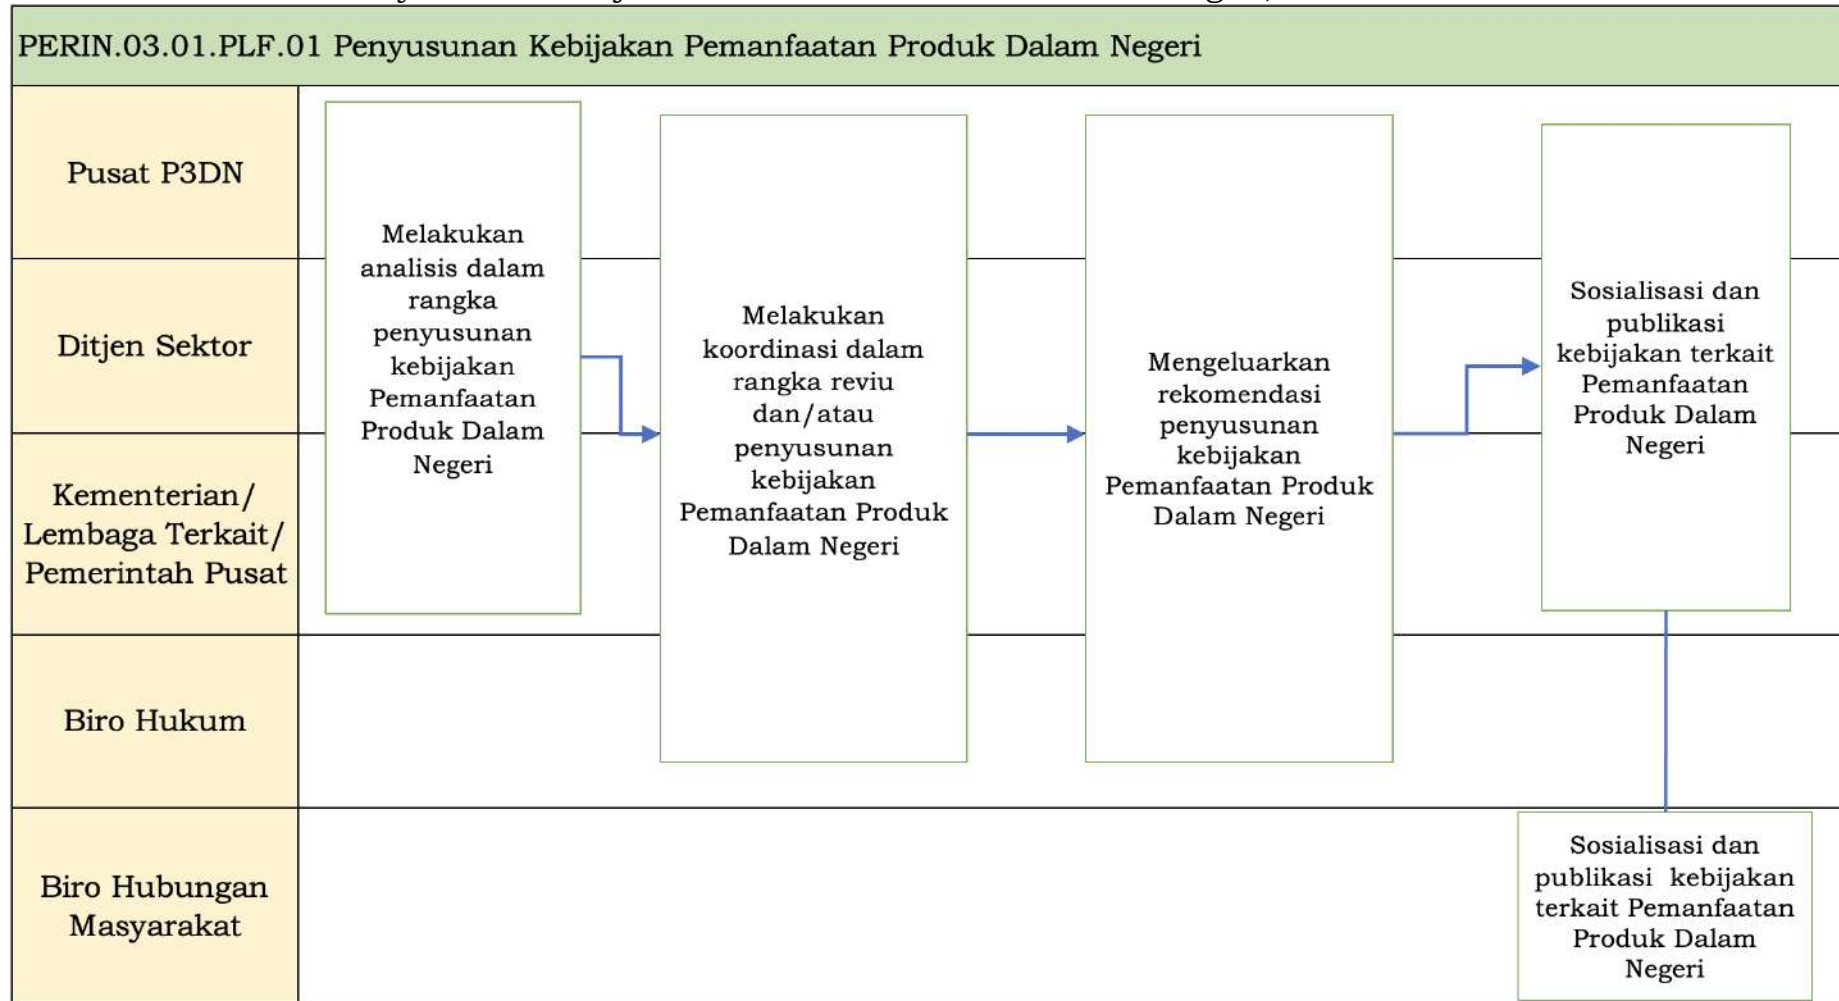 PERIN.03.01.PLF.01 Penyusunan Kebijakan Pemanfaatan Produk Dalam Negeri
Pusat P3DN
Ditjen Sektor
Kementerian/
Lembaga Terkait/
Pemerintah Pusat
Biro Hukum
Biro Hubungan
Masyarakat
Melakukan
analisis dalam
rangka
penyusunan
kebijakan
Pemanfaatan
Produk Dalam
Negeri
Melakukan
koordinasi dalam
rangka reviu
dan/atau
penyusunan
kebijakan
Pemanfaatan Produk
Dalam Negeri
Mengeluarkan
rekomendasi
penyusunan
kebijakan
Pemanfaatan Produk
Dalam Negeri
Sosialisasi dan
publikasi
kebijakan terkait
Pemanfaatan
Produk Dalam
Negeri
Sosialisasi dan
publikasi kebijakan
terkait Pemanfaatan
Produk Dalam
Negeri